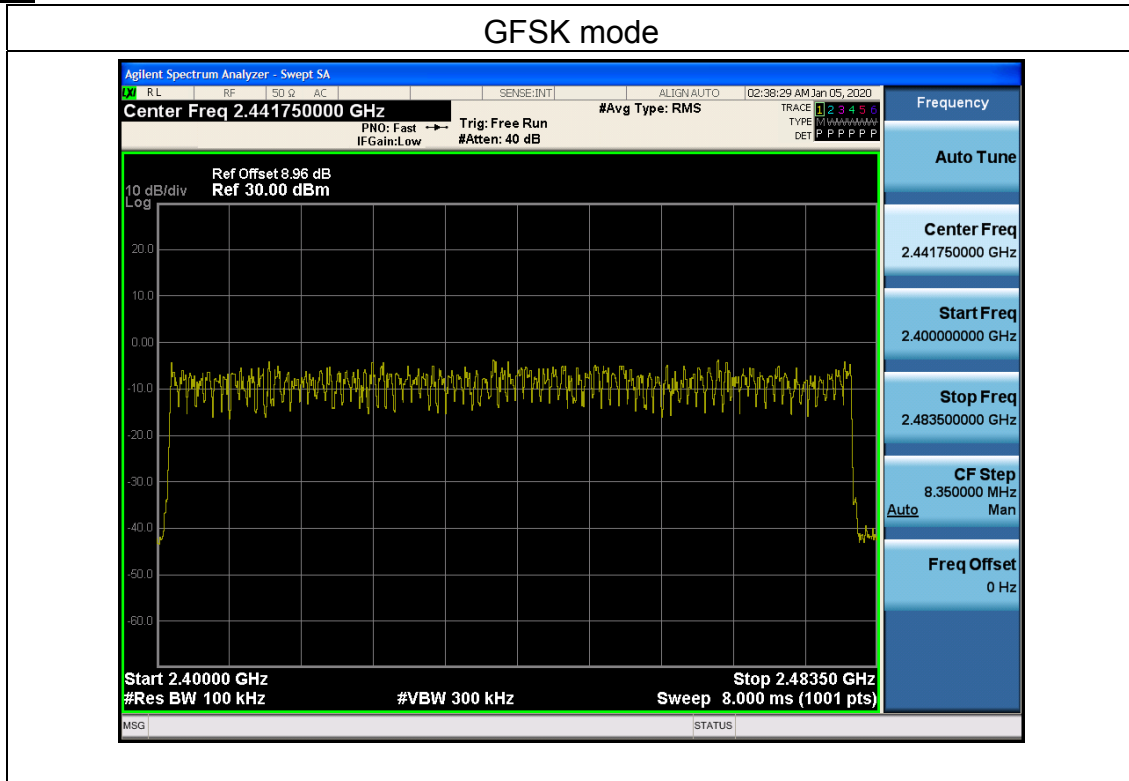 GFSK mode
Agilent Spectrum Analyzer - Swept SA
LXI RL RF 50 Ω AC SENSE:INT ALIGN AUTO 02:38:29 AM Jan 05, 2020
Center Freq 2.441750000 GHz
PNO: Fast
IFGain:Low
Trig: Free Run
#Atten: 40 dB
#Avg Type: RMS
TRACE 1 2 3 4 5 6
TYPE M WWWWW
DET P P P P P P
Ref Offset 8.96 dB
10 dB/div Ref 30.00 dBm
Log
20.0
10.0
0.00
-10.0
-20.0
-30.0
-40.0
-50.0
-60.0
Start 2.40000 GHz Stop 2.48350 GHz
#Res BW 100 kHz #VBW 300 kHz Sweep 8.000 ms (1001 pts)
MSG STATUS
Frequency
Auto Tune
Center Freq
2.441750000 GHz
Start Freq
2.400000000 GHz
Stop Freq
2.483500000 GHz
CF Step
8.350000 MHz
Auto Man
Freq Offset
0 Hz